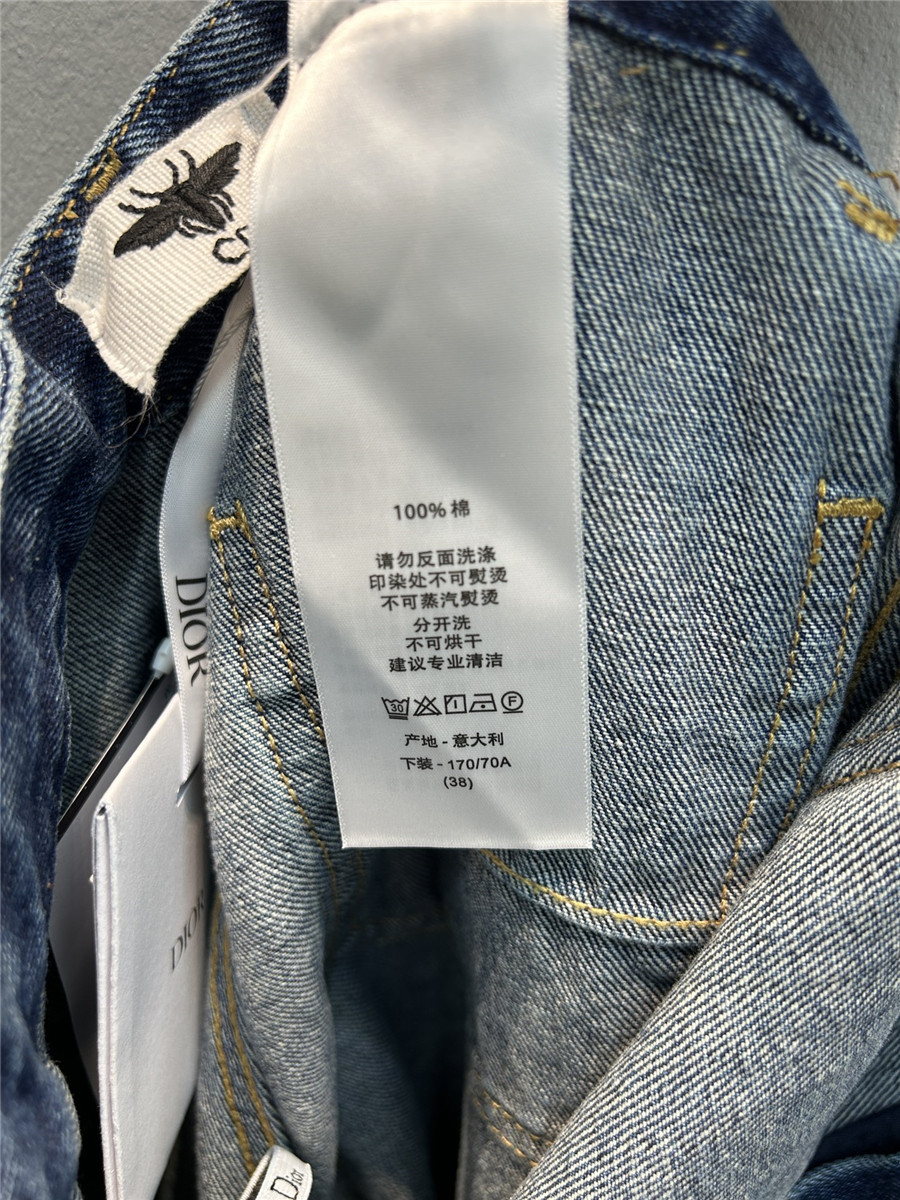 DIOR
100% 棉
请勿反面洗涤
印染处不可熨烫
不可蒸汽熨烫
分开洗
不可烘干
建议专业清洁
30 F
产地 - 意大利
下装 - 170/70A
(38)
DIOR
Dior